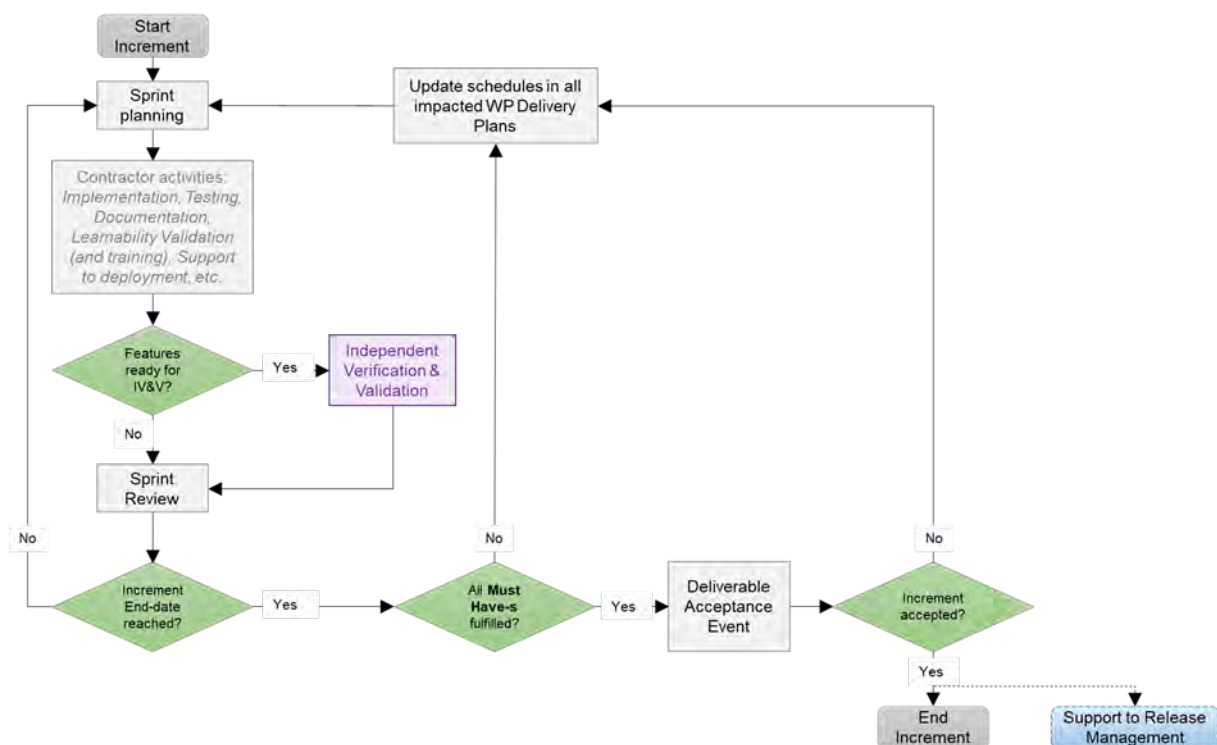 Start
Increment
Sprint
planning
Update schedules in all
impacted WP Delivery
Plans
Contractor activities:
Implementation, Testing,
Documentation,
Learnability Validation
(and training), Support
to deployment, etc.
Features
ready for
IV&V?
Yes
Independent
Verification &
Validation
No
Sprint
Review
No
No
No
Increment
End-date
reached?
Yes
All Must
Have-s
fulfilled?
Yes
Deliverable
Acceptance
Event
Increment
accepted?
Yes
End
Increment
Support to Release
Management